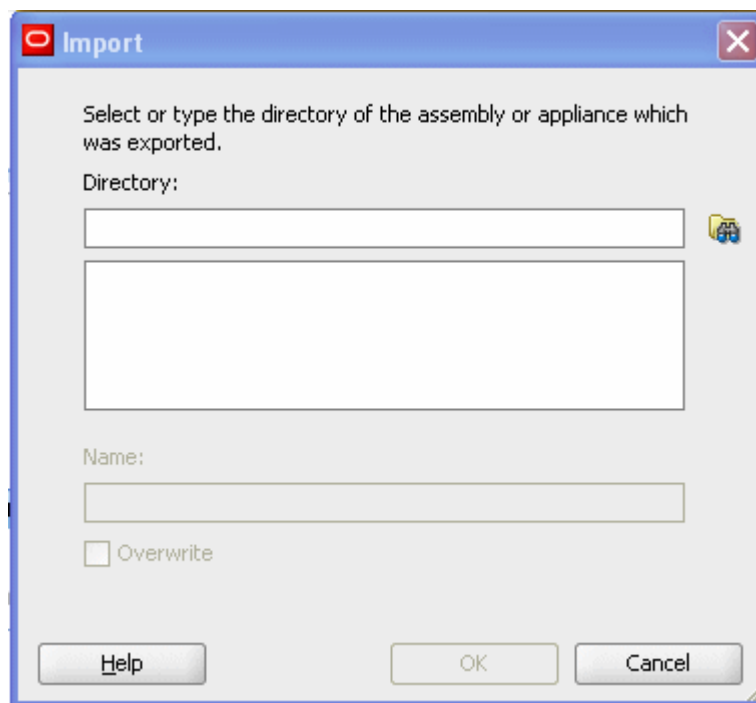 Import
Select or type the directory of the assembly or appliance which
was exported.
Directory:
Name:
Overwrite
Help
OK
Cancel